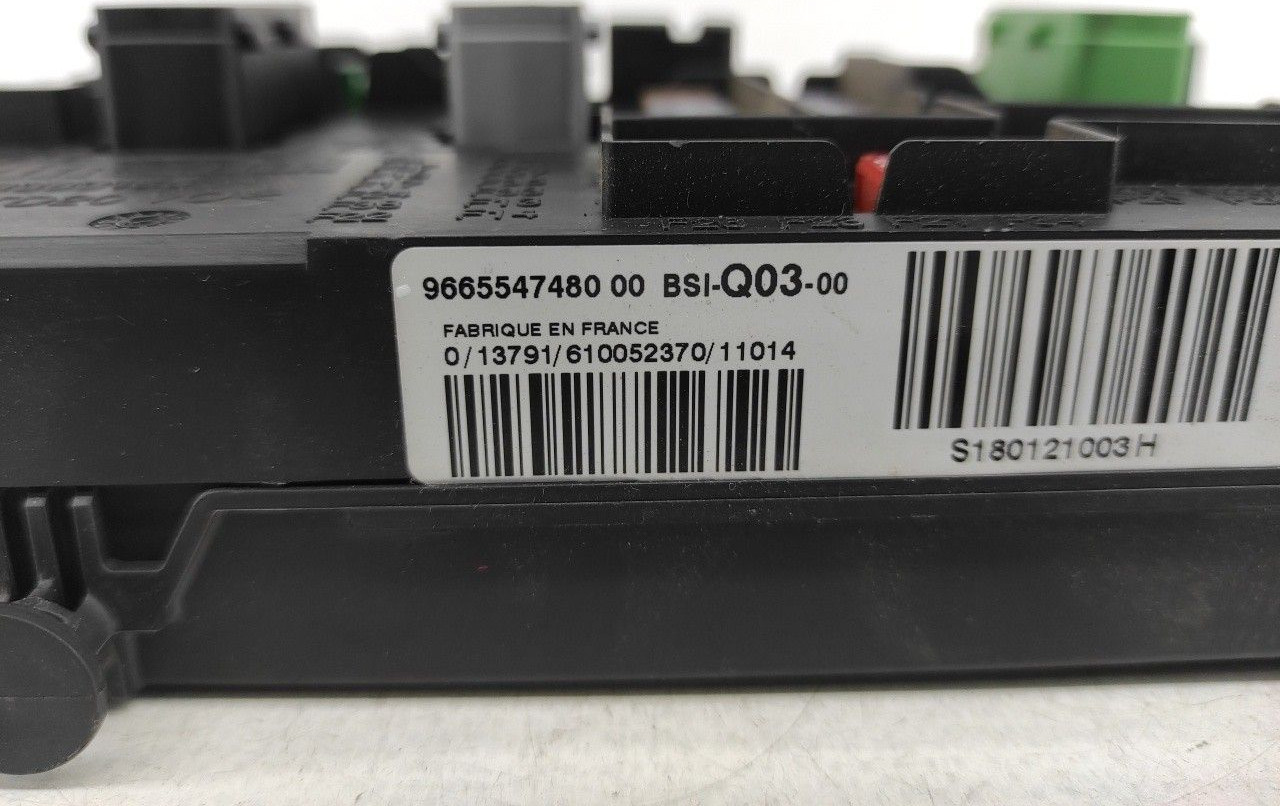 9665547480 00 BSI-Q03-00
FABRIQUE EN FRANCE
0/13791/610052370/11014
S180121003H